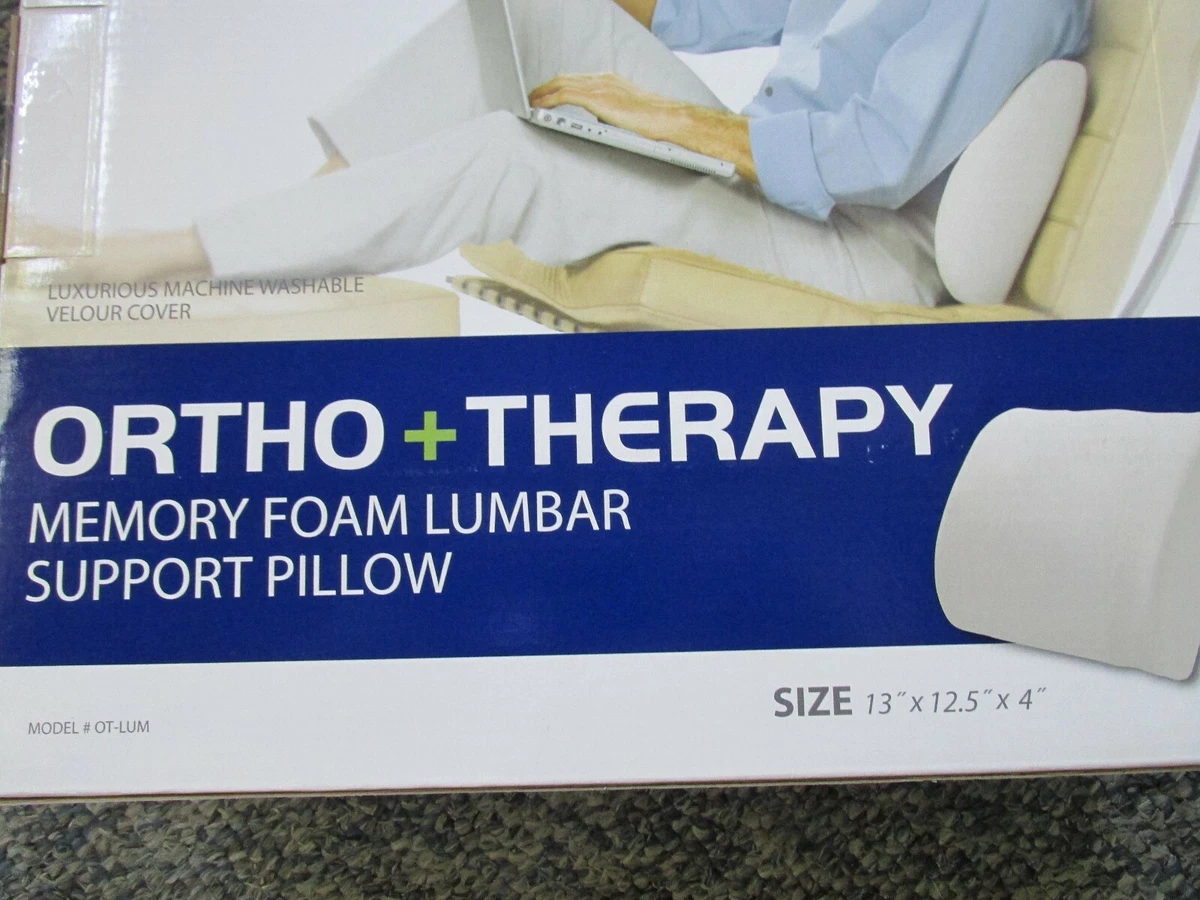 LUXURIOUS MACHINE WASHABLE
VELOUR COVER
ORTHO+THERAPY
MEMORY FOAM LUMBAR
SUPPORT PILLOW
SIZE 13″ x 12.5″ x 4″
MODEL # OT-LUM